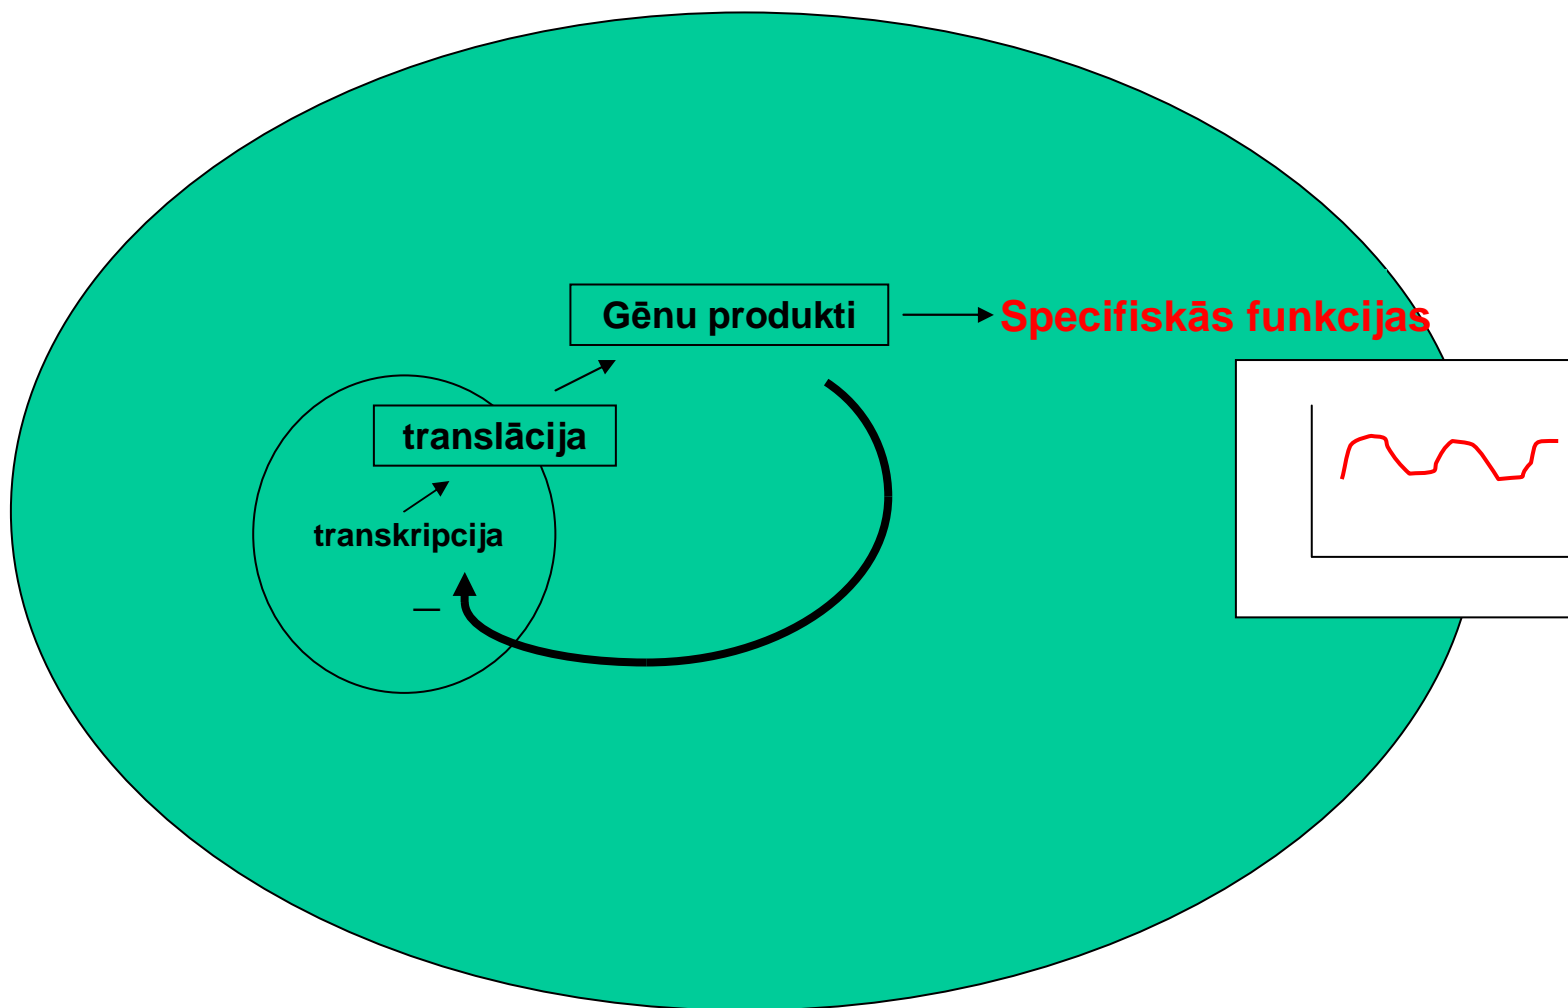 Gēnu produkti
Specifiskās funkcijas
translācija
transkripcija
_